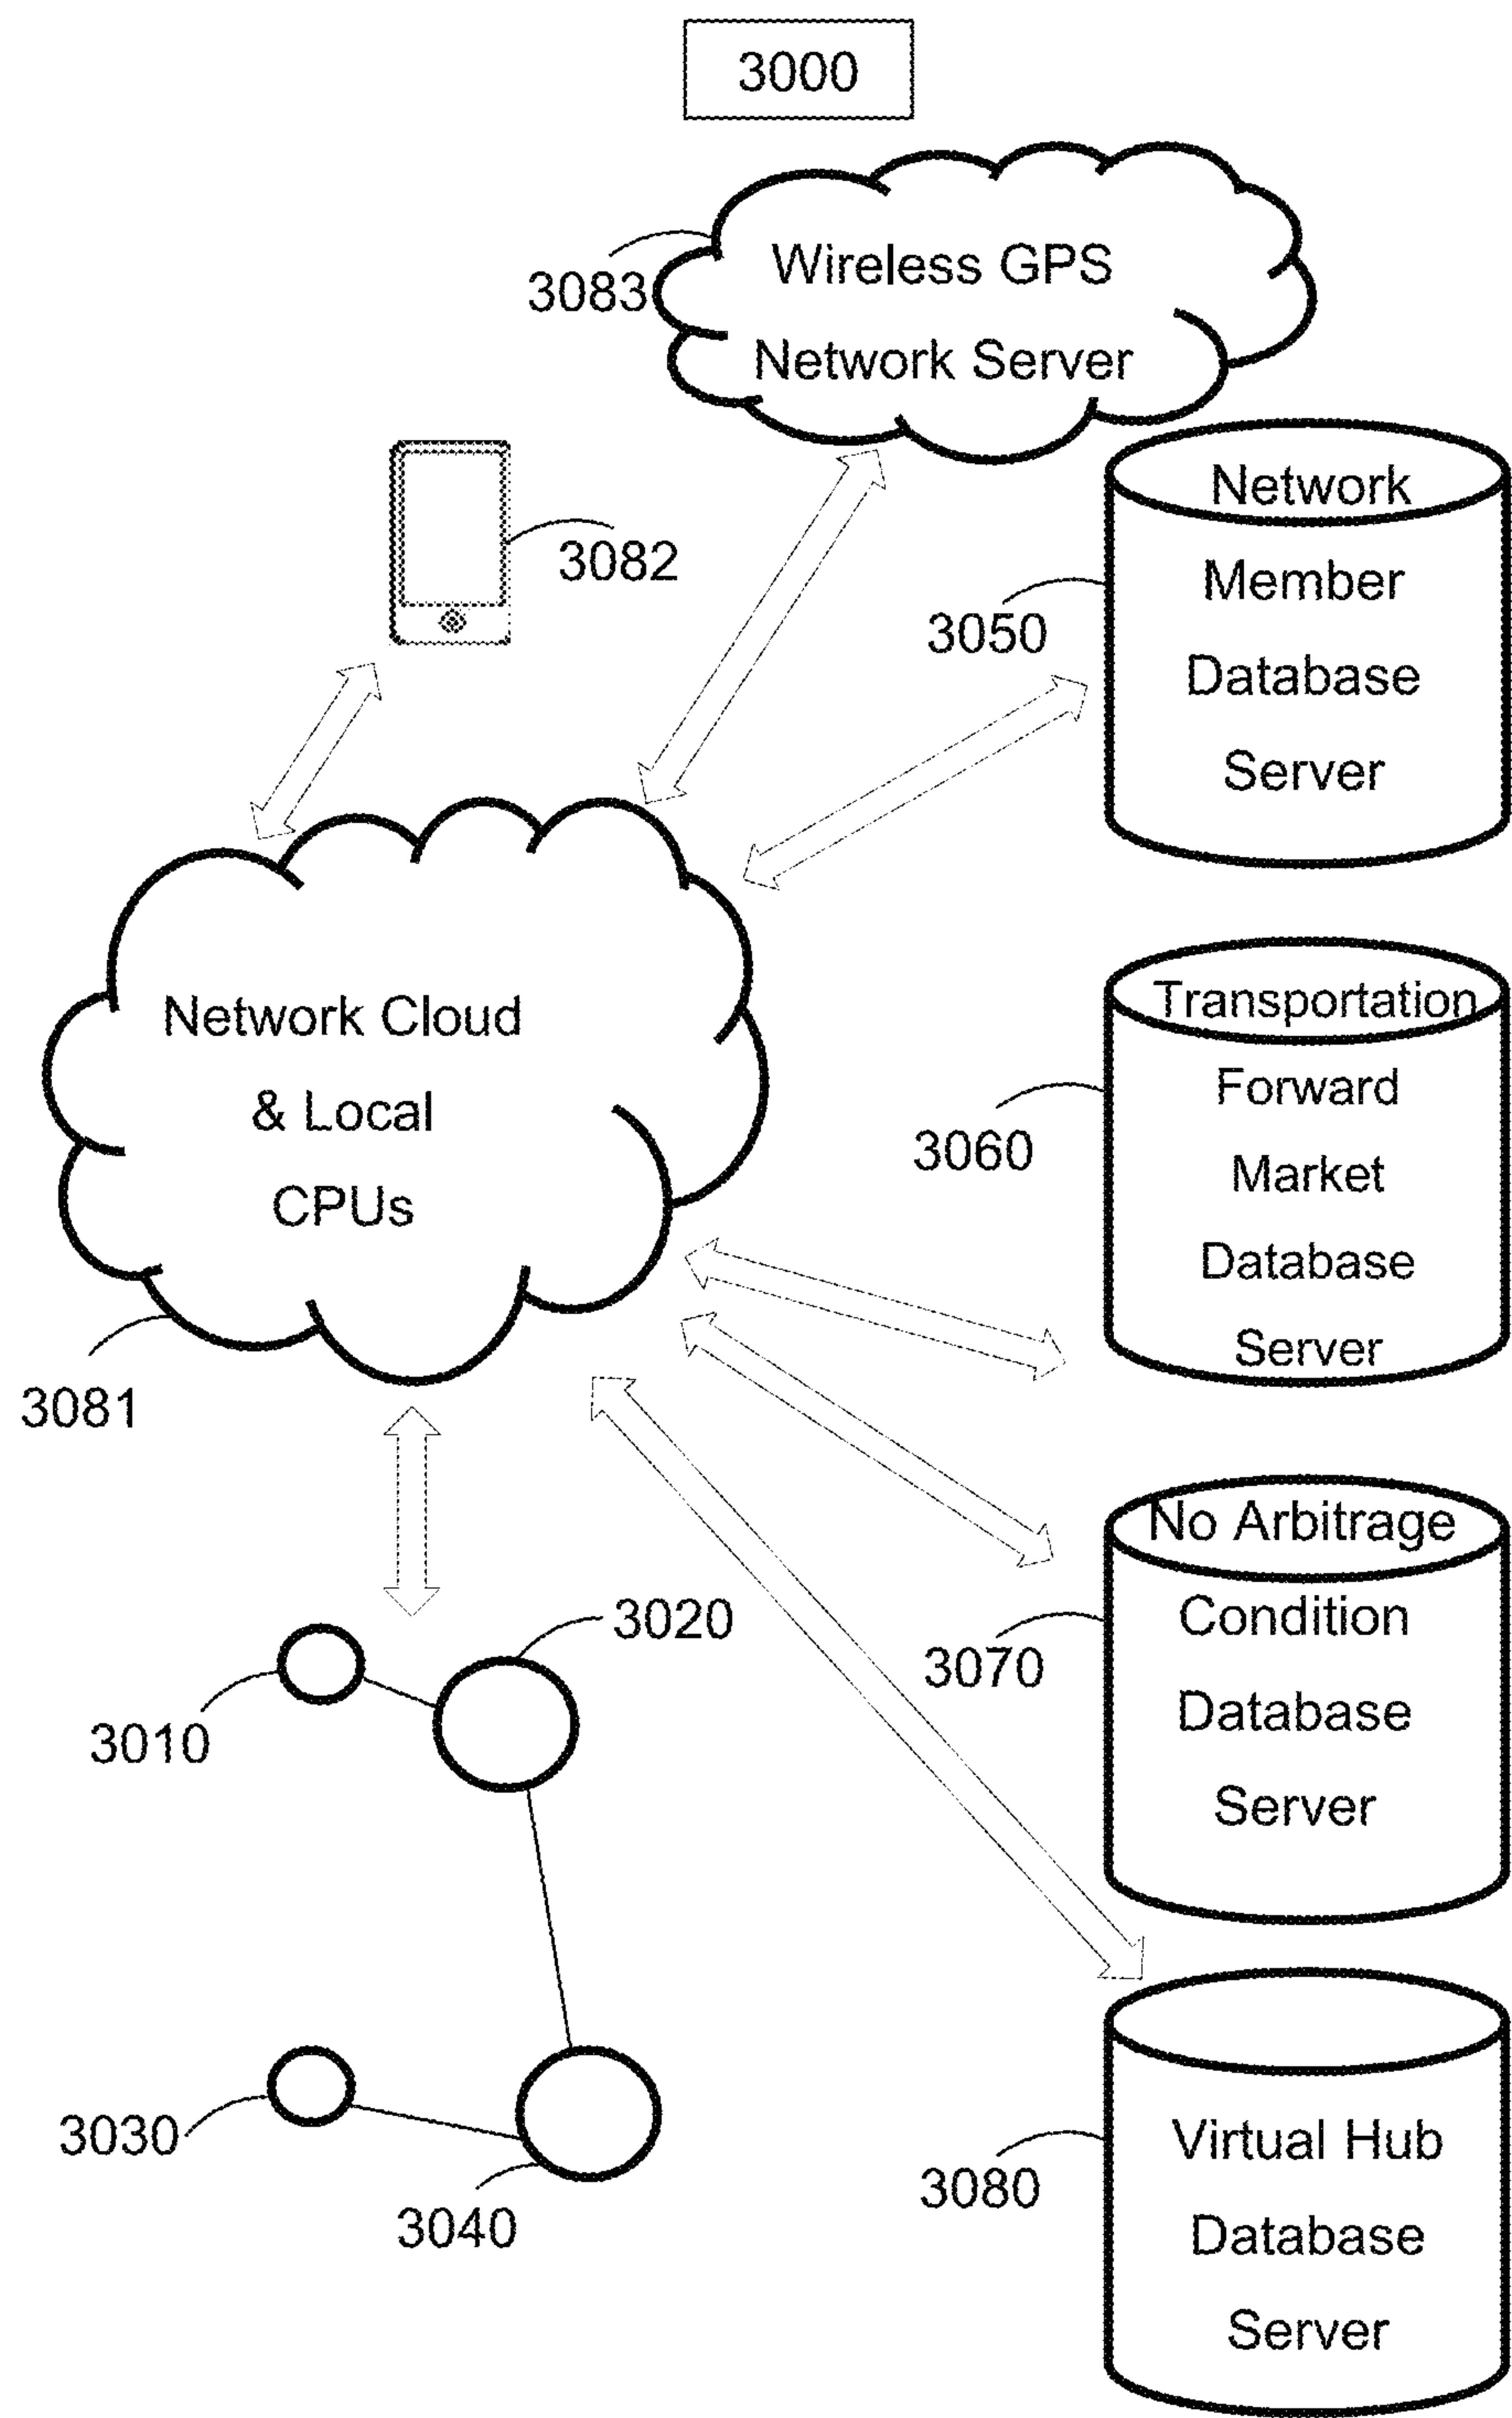 3000
Wireless GPS
Network Server
3083
3082
Network
Member
Database
Server
3050
Network Cloud
& Local
CPUs
3081
Transportation
Forward
Market
Database
Server
3060
No Arbitrage
Condition
Database
Server
3070
3020
3010
3030
3040
Virtual Hub
Database
Server
3080